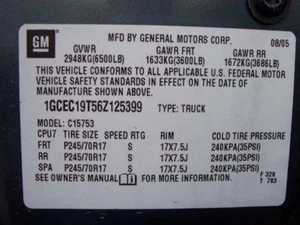 GM
MFD BY GENERAL MOTORS CORP. 08/05
GVWR GAWR FRT GAWR RR
2948KG(6500LB) 1633KG(3600LB) 1672KG(3686LB)
THIS VEHICLE CONFORMS TO ALL APPLICABLE U.S.
FEDERAL MOTOR VEHICLE SAFETY
STANDARDS IN EFFECT ON THE DATE OF
MANUFACTURE SHOWN ABOVE.
1GCEC19T56Z125399 TYPE: TRUCK
MODEL: C15753
CPU7 TIRE SIZE SPEED RTG RIM COLD TIRE PRESSURE
FRT P245/70R17 S 17X7.5J 240KPA(35PSI)
RR P245/70R17 S 17X7.5J 240KPA(35PSI)
SPA P245/70R17 S 17X7.5J 240KPA(35PSI)
SEE OWNER'S MANUAL FOR MORE INFORMATION. F 328
T 783